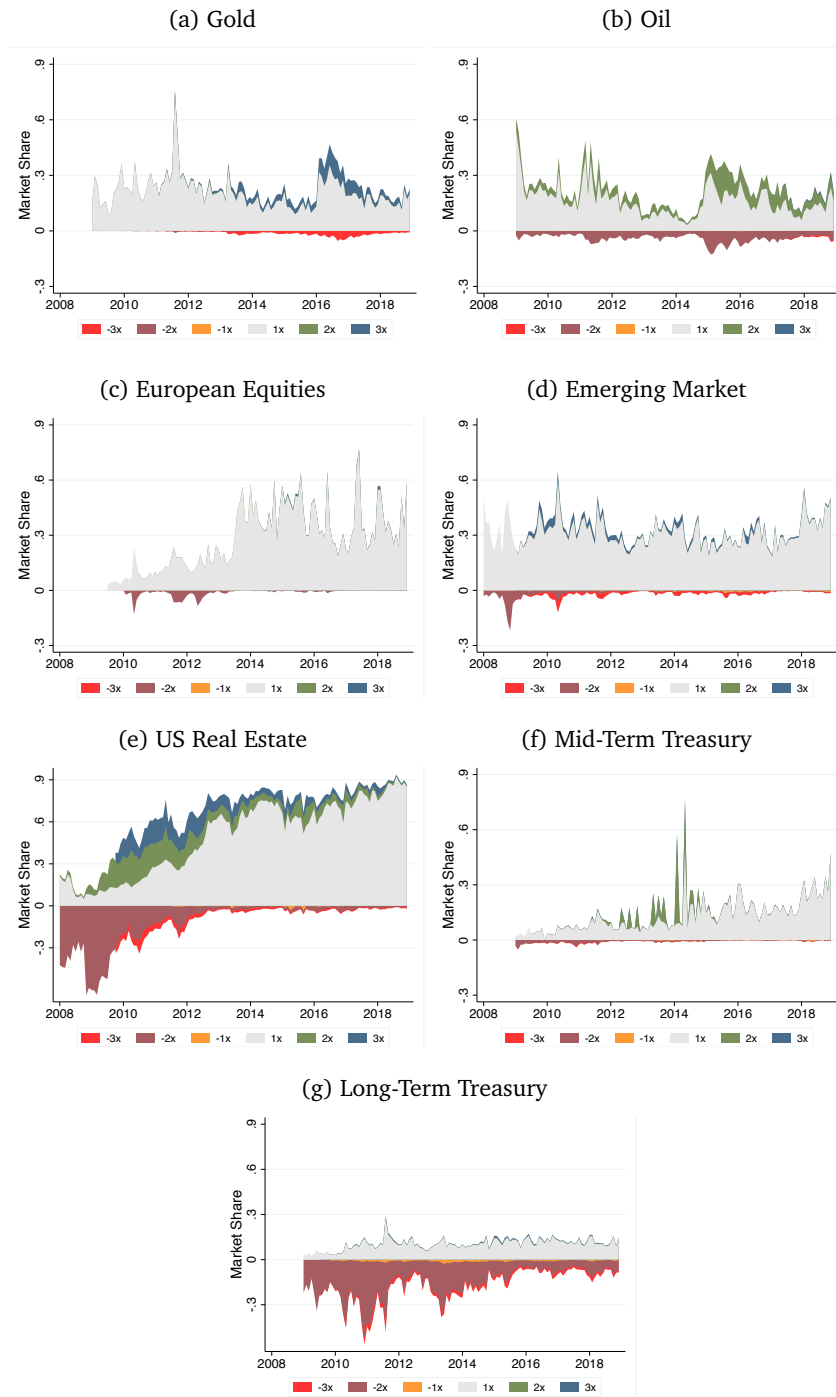 (a) Gold
Market Share
.9
.6
.3
0
-.3
2008 2010 2012 2014 2016 2018
-3x -2x -1x 1x 2x 3x
(b) Oil
Market Share
.9
.6
.3
0
-.3
2008 2010 2012 2014 2016 2018
-3x -2x -1x 1x 2x 3x
(c) European Equities
Market Share
.9
.6
.3
0
-.3
2008 2010 2012 2014 2016 2018
-3x -2x -1x 1x 2x 3x
(d) Emerging Market
Market Share
.9
.6
.3
0
-.3
2008 2010 2012 2014 2016 2018
-3x -2x -1x 1x 2x 3x
(e) US Real Estate
Market Share
.9
.6
.3
0
-.3
2008 2010 2012 2014 2016 2018
-3x -2x -1x 1x 2x 3x
(f) Mid-Term Treasury
Market Share
.9
.6
.3
0
-.3
2008 2010 2012 2014 2016 2018
-3x -2x -1x 1x 2x 3x
(g) Long-Term Treasury
Market Share
.9
.6
.3
0
-.3
2008 2010 2012 2014 2016 2018
-3x -2x -1x 1x 2x 3x